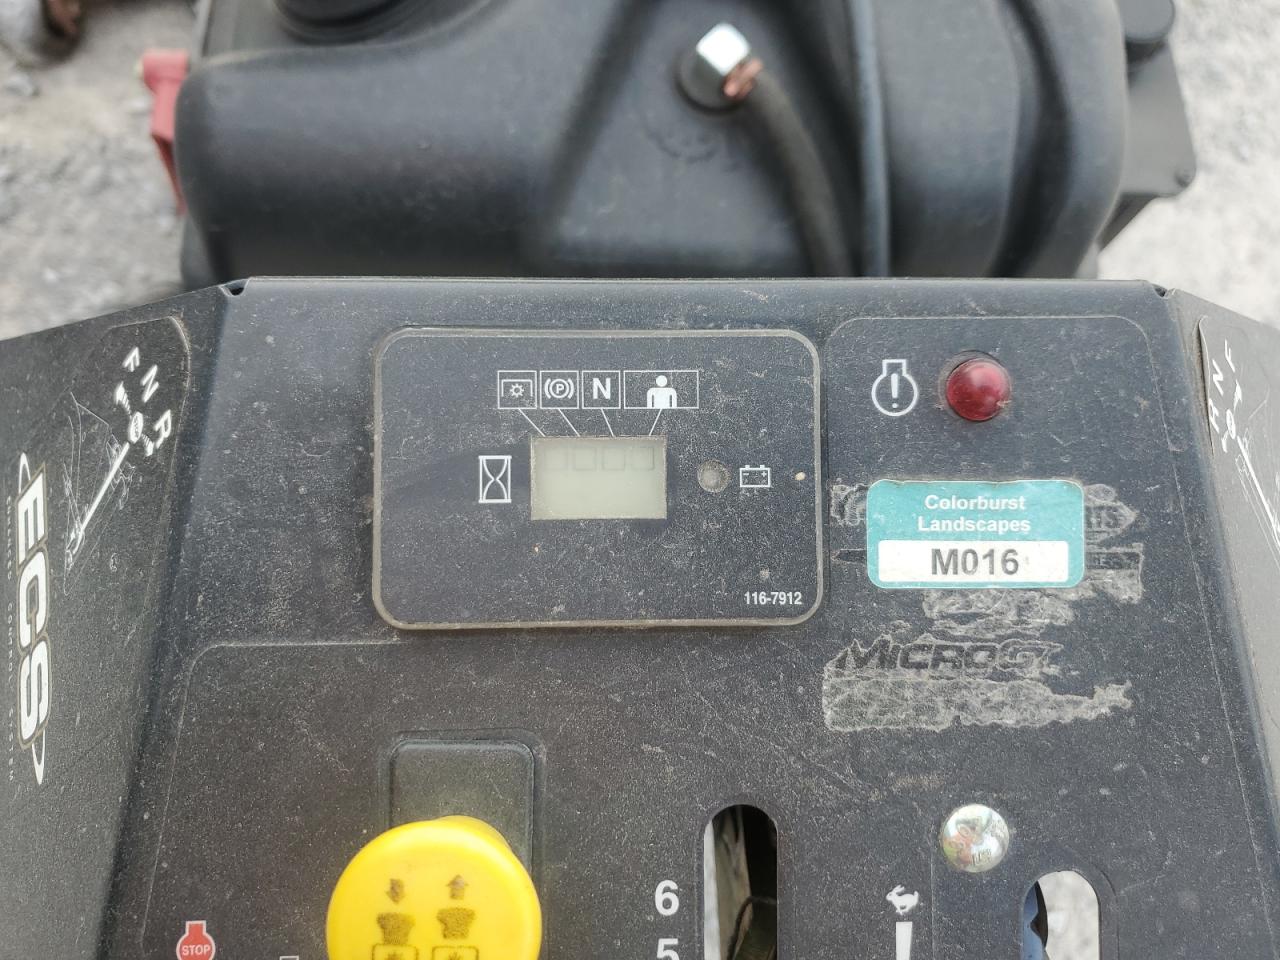 F N R
ECS
N
P
Colorburst
Landscapes
M016
116-7912
MICRO
STOP
6
5
N F